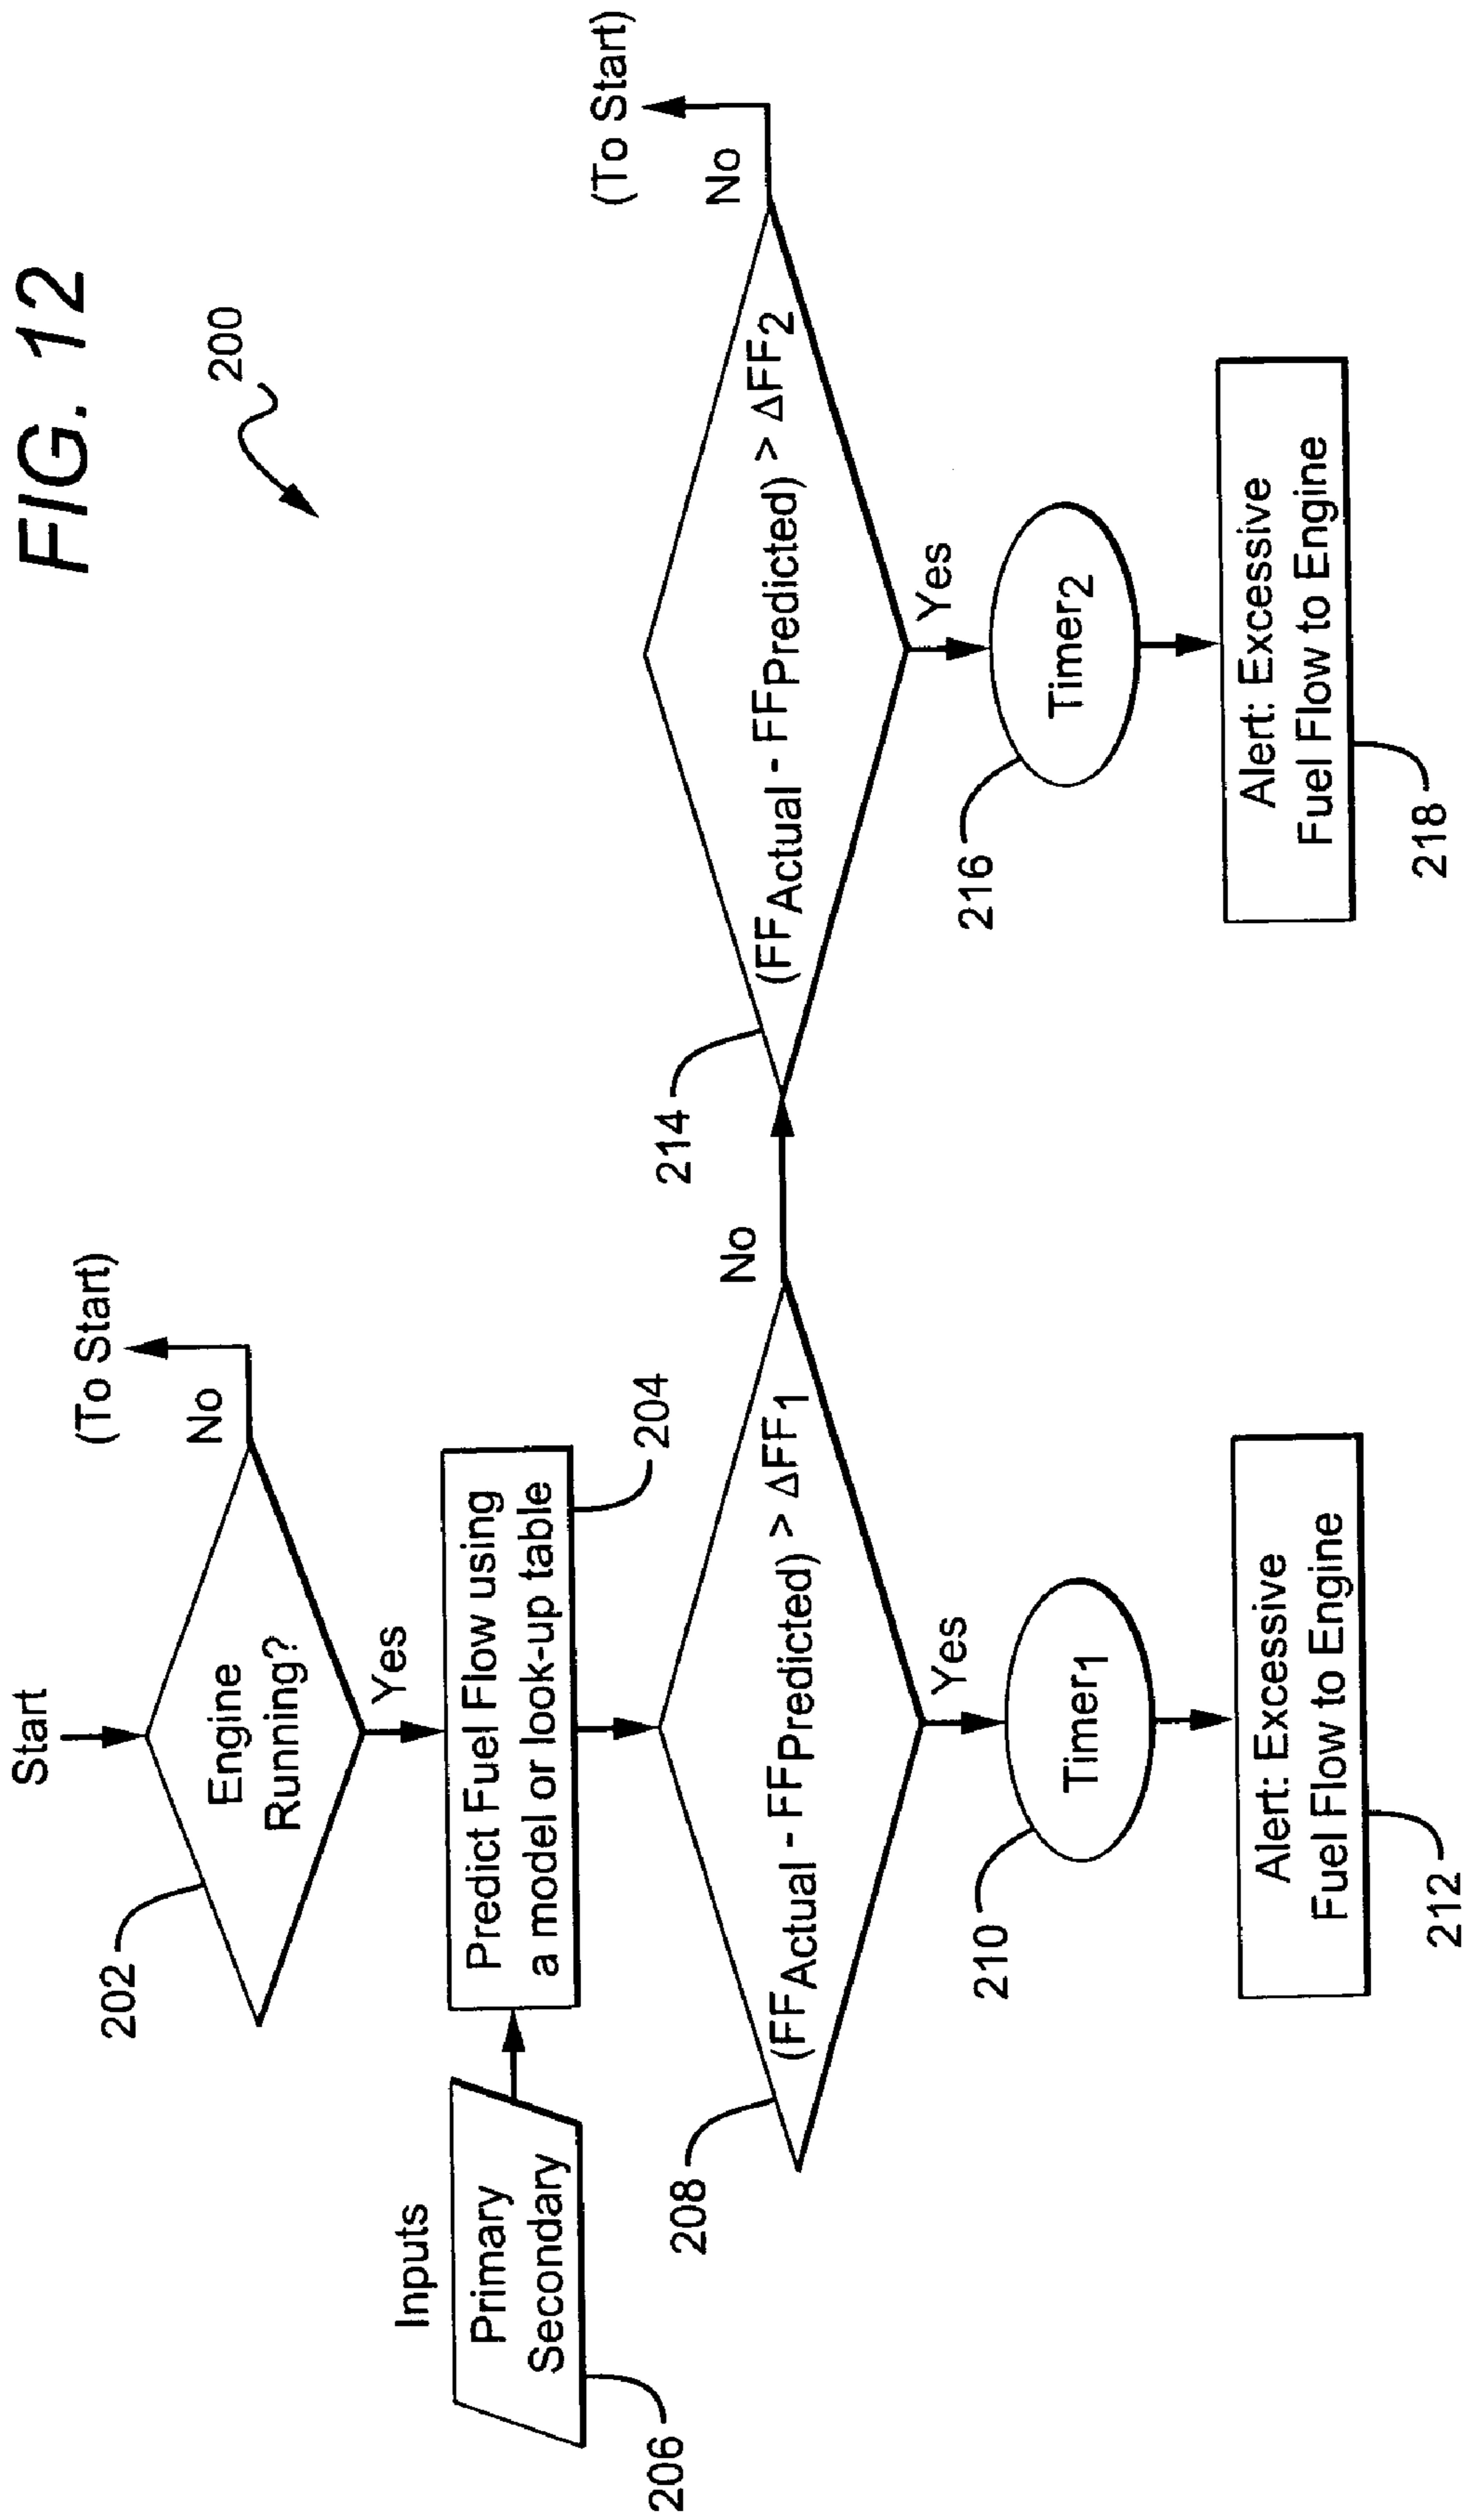 FIG. 12
200
Start
202
Engine
Running?
No
(To Start)
Yes
Inputs
Primary
Secondary
206
Predict Fuel Flow using
a model or look-up table
204
208
(FFActual - FFPredicted) > ΔFF1
No
Yes
210
Timer1
Alert: Excessive
Fuel Flow to Engine
212
214
(FFActual - FFPredicted) > ΔFF2
No
(To Start)
Yes
216
Timer2
Alert: Excessive
Fuel Flow to Engine
218